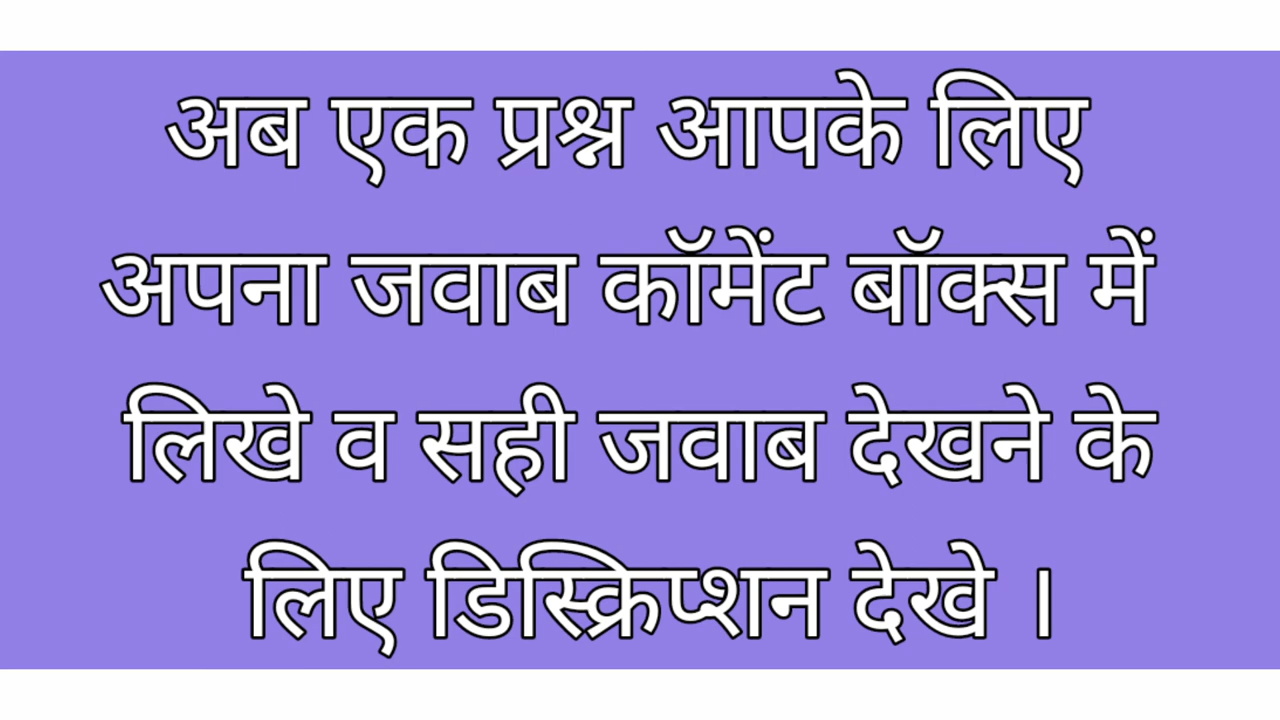 अब एक प्रश्न आपके लिए
अपना जवाब कॉमेंट बॉक्स में
लिखे व सही जवाब देखने के
लिए डिस्क्रिप्शन देखे ।